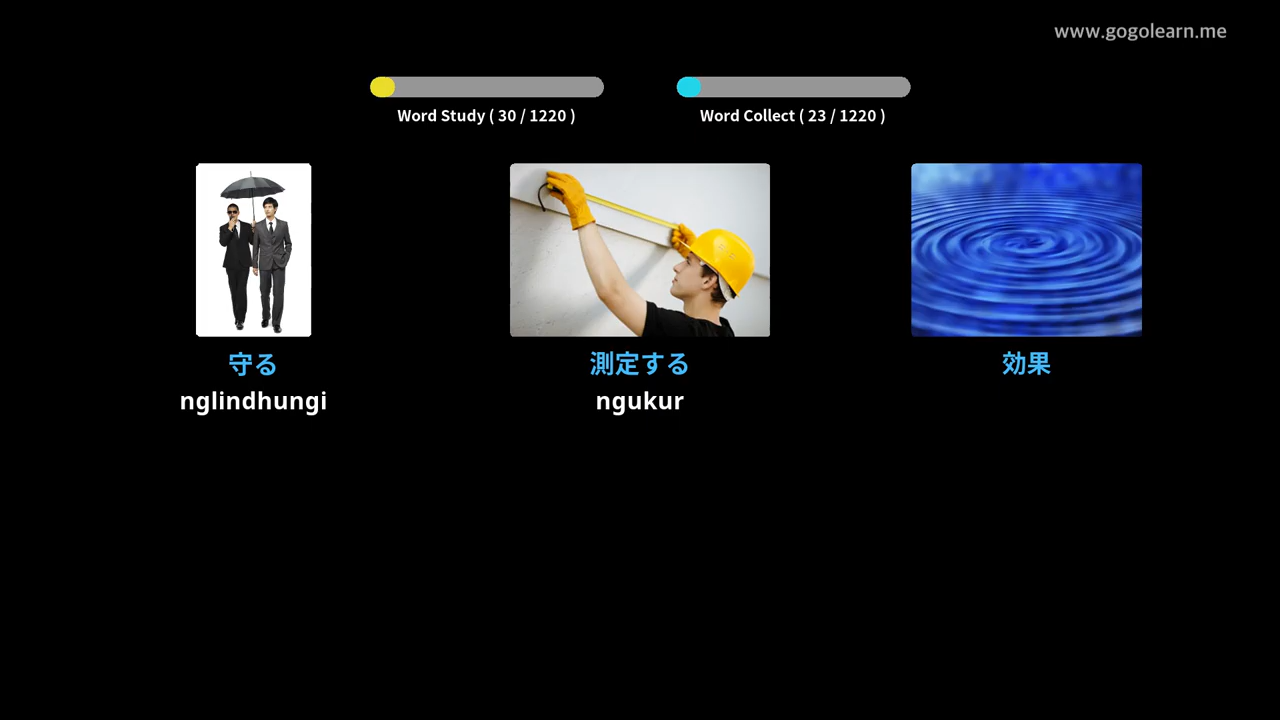 www.gogolearn.me
Word Study ( 30 / 1220 )
Word Collect ( 23 / 1220 )
守る
測定する
効果
nglindhungi
ngukur